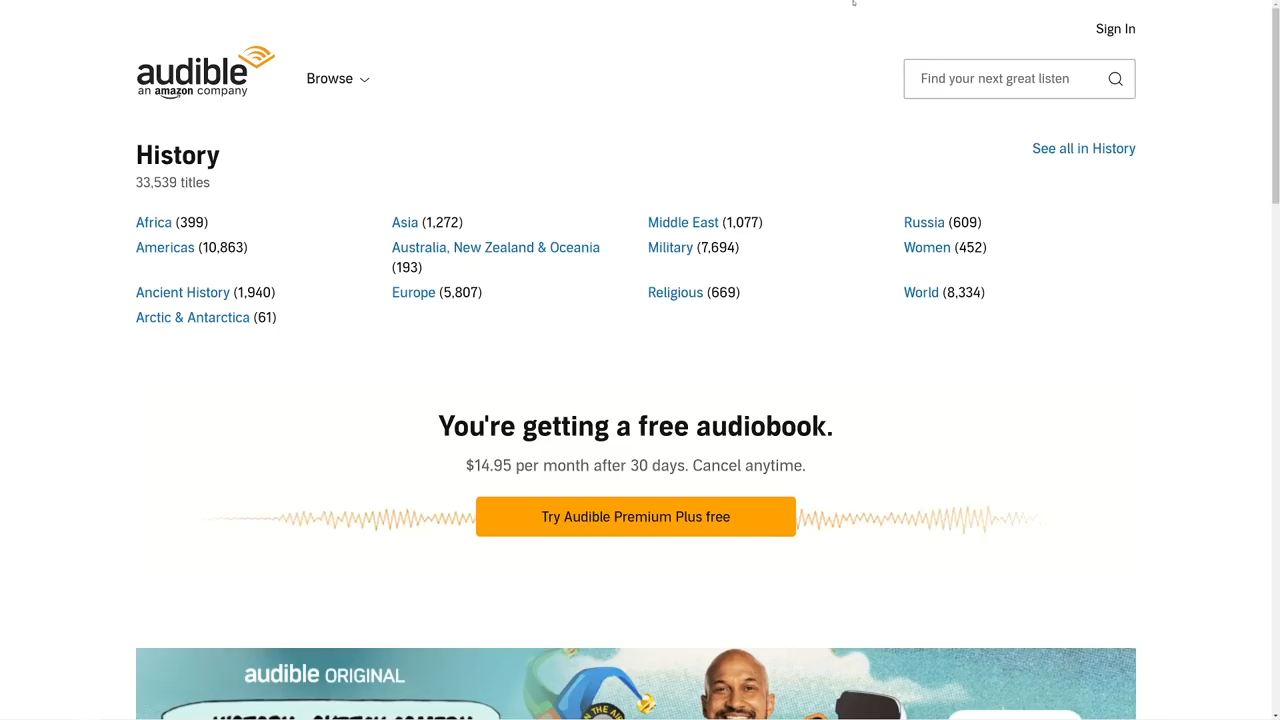 Sign In
audible
an amazon company
Browse
Find your next great listen
History
See all in History
33,539 titles
Africa (399)
Asia (1,272)
Middle East (1,077)
Russia (609)
Americas (10,863)
Australia, New Zealand & Oceania
(193)
Military (7,694)
Women (452)
Ancient History (1,940)
Europe (5,807)
Religious (669)
World (8,334)
Arctic & Antarctica (61)
You're getting a free audiobook.
$14.95 per month after 30 days. Cancel anytime.
Try Audible Premium Plus free
audible ORIGINAL
ON THE AIR